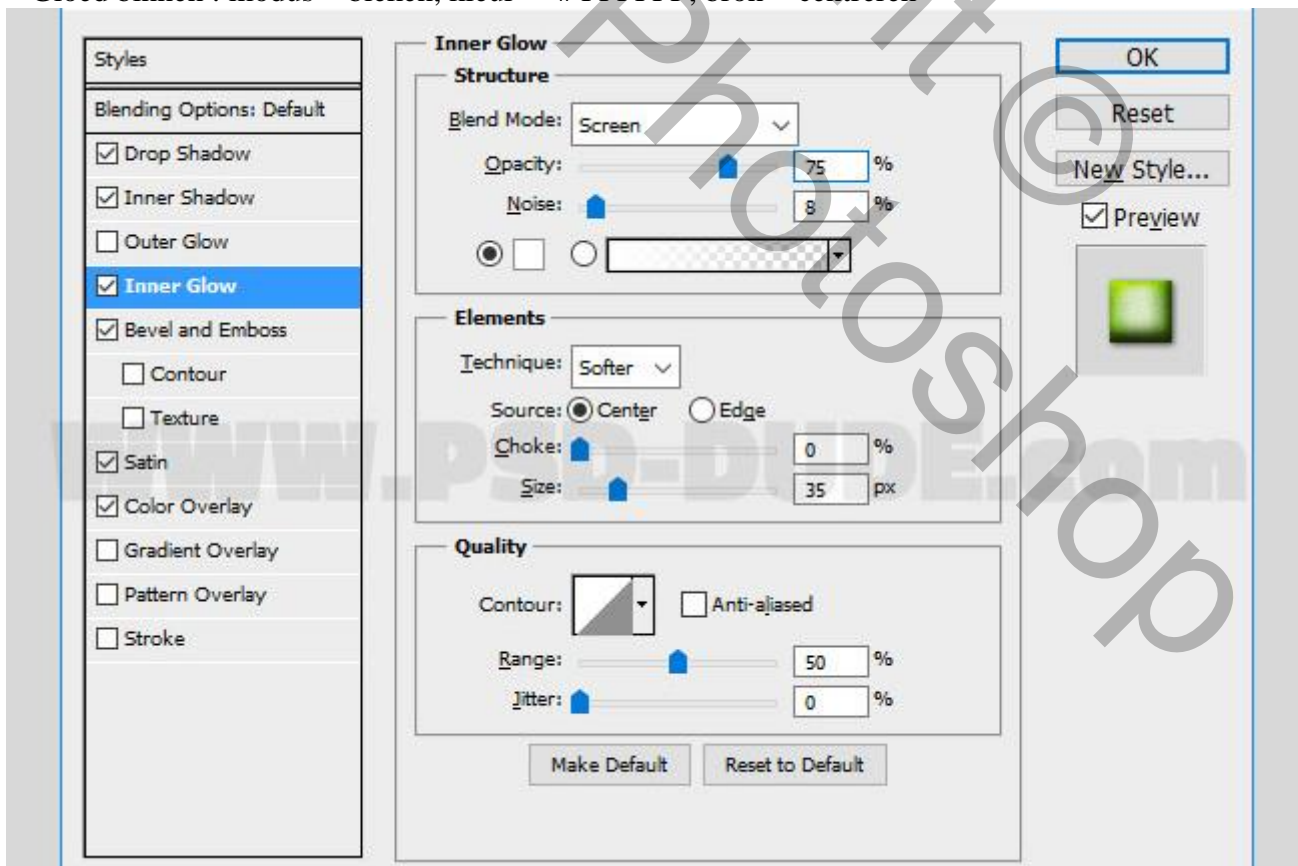 Styles
Blending Options: Default
Drop Shadow
Inner Shadow
Outer Glow
Inner Glow
Bevel and Emboss
Contour
Texture
Satin
Color Overlay
Gradient Overlay
Pattern Overlay
Stroke
Inner Glow
Structure
Blend Mode: Screen
Opacity: 75 %
Noise: 8 %
Elements
Technique: Softer
Source: Center Edge
Choke: 0 %
Size: 35 px
Quality
Contour: Anti-aliased
Range: 50 %
Jitter: 0 %
Make Default Reset to Default
OK
Reset
New Style...
Preview
WWW.PSD-DUDE.com
It ©
Photoshop